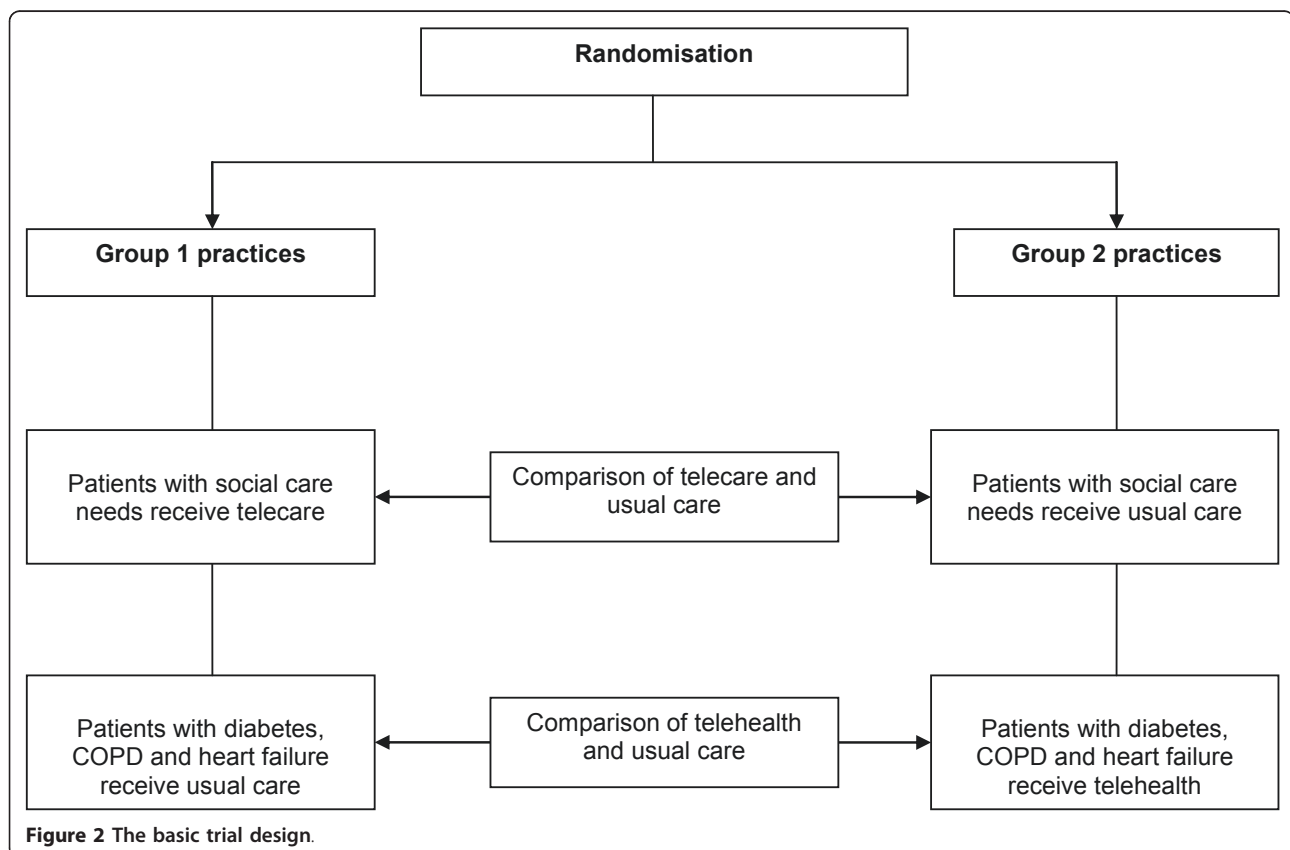 Randomisation
Group 1 practices
Group 2 practices
Patients with social care
needs receive telecare
Comparison of telecare and
usual care
Patients with social care
needs receive usual care
Patients with diabetes,
COPD and heart failure
receive usual care
Comparison of telehealth
and usual care
Patients with diabetes,
COPD and heart failure
receive telehealth
Figure 2 The basic trial design.